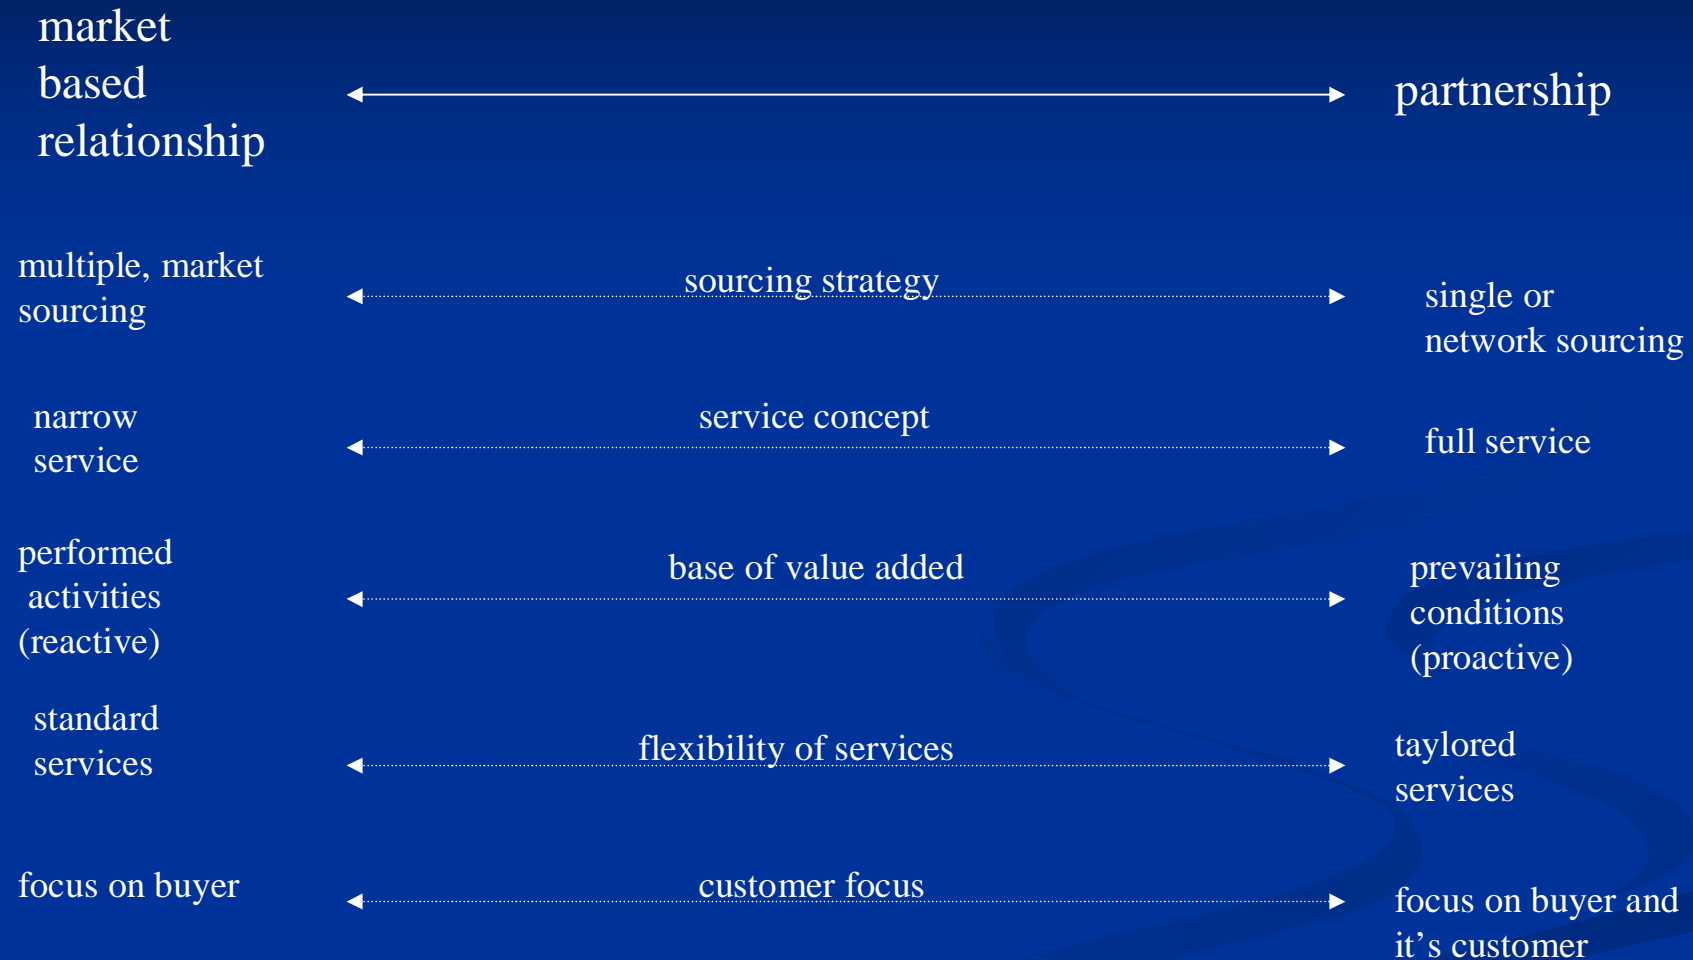 market
based
relationship
partnership
multiple, market
sourcing
sourcing strategy
single or
network sourcing
narrow
service
service concept
full service
performed
activities
(reactive)
base of value added
prevailing
conditions
(proactive)
standard
services
flexibility of services
taylored
services
focus on buyer
customer focus
focus on buyer and
it’s customer